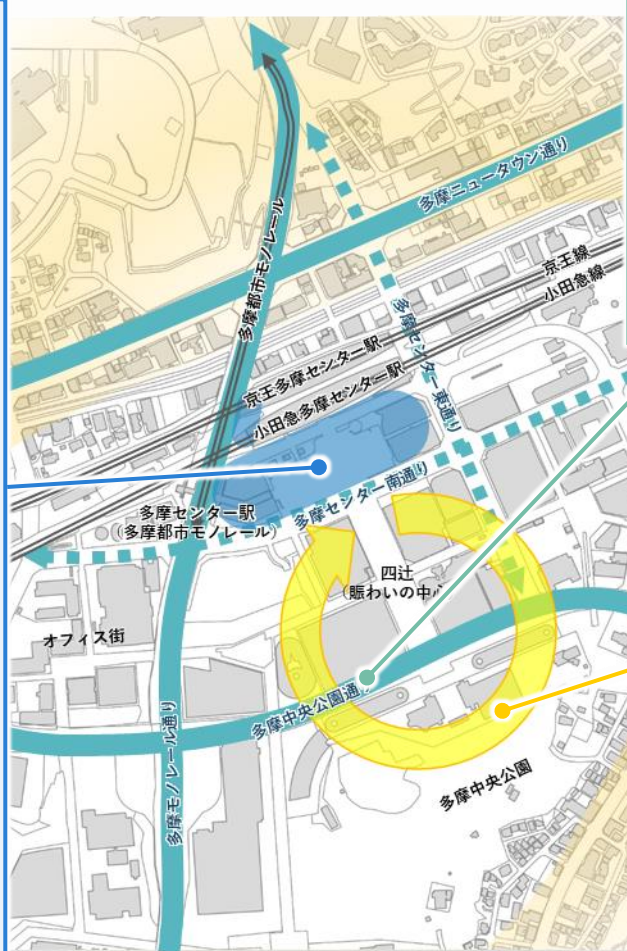 多摩ニュータウン通り
多摩都市モノレール
京王線
小田急線
京王多摩センター駅
小田急多摩センター駅
多摩センター東通り
多摩センター南通り
多摩センター駅
（多摩都市モノレール）
四辻
（賑わいの中心
オフィス街
多摩中央公園通り
多摩モノレール通り
多摩中央公園